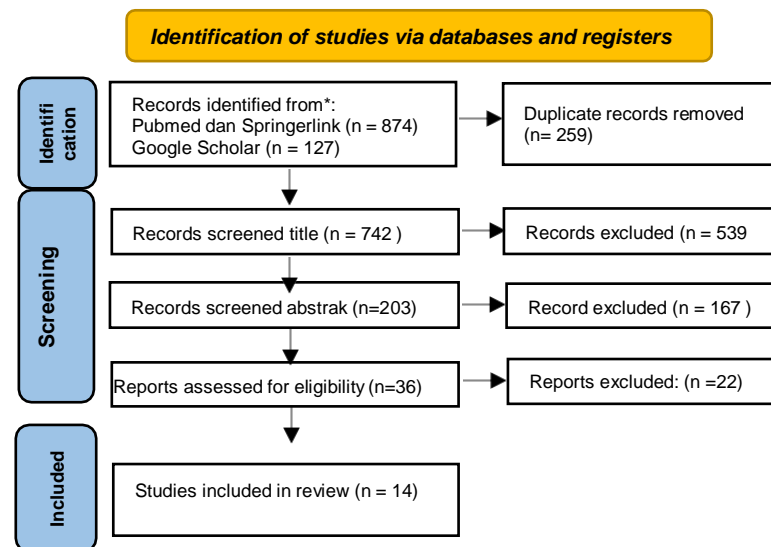 Identification of studies via databases and registers
Identifi
cation
Records identified from*:
Pubmed dan Springerlink (n = 874)
Google Scholar (n = 127)
Duplicate records removed
(n= 259)
Screening
Records screened title (n = 742 )
Records excluded (n = 539
Records screened abstrak (n=203)
Record excluded (n = 167 )
Reports assessed for eligibility (n=36)
Reports excluded: (n =22)
Included
Studies included in review (n = 14)